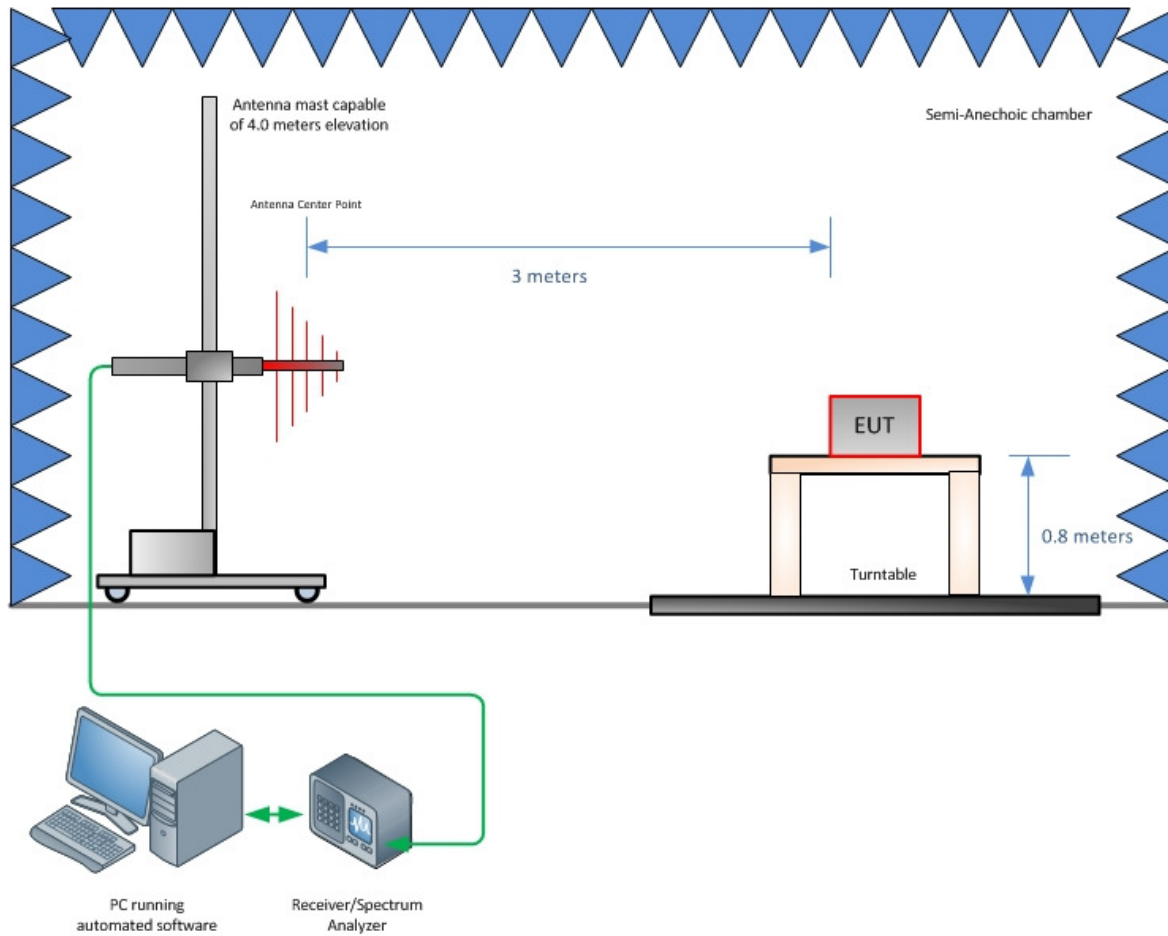 Antenna mast capable
of 4.0 meters elevation
Semi-Anechoic chamber
Antenna Center Point
3 meters
EUT
0.8 meters
Turntable
PC running
automated software
Receiver/Spectrum
Analyzer